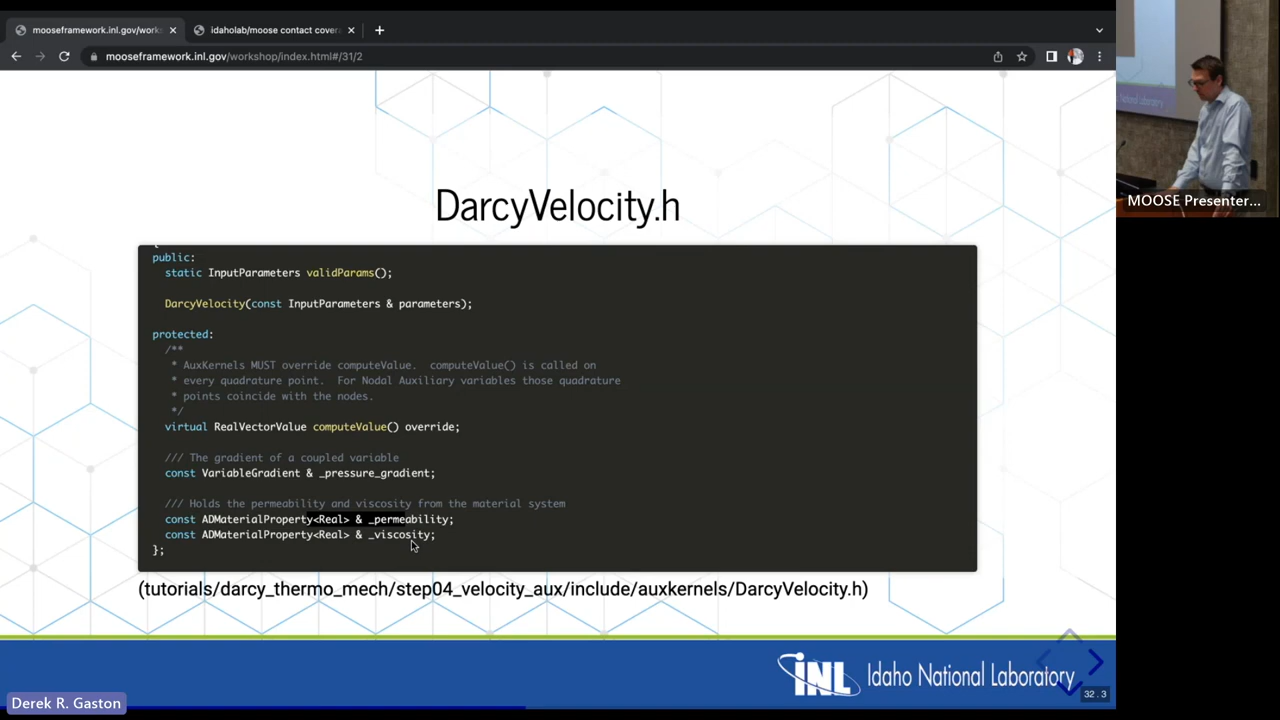 mooseframework.inl.gov/works
idaholab/moose contact cover
mooseframework.inl.gov/workshop/index.html#/31/2
DarcyVelocity.h
{
public:
static InputParameters validParams();
DarcyVelocity(const InputParameters & parameters);
protected:
/**
* AuxKernels MUST override computeValue.  computeValue() is called on
* every quadrature point.  For Nodal Auxiliary variables those quadrature
* points coincide with the nodes.
*/
virtual RealVectorValue computeValue() override;
/// The gradient of a coupled variable
const VariableGradient & _pressure_gradient;
/// Holds the permeability and viscosity from the material system
const ADMaterialProperty<Real> & _permeability;
const ADMaterialProperty<Real> & _viscosity;
};
(tutorials/darcy_thermo_mech/step04_velocity_aux/include/auxkernels/DarcyVelocity.h)
INL Idaho National Laboratory
32.3
Derek R. Gaston
MOOSE Presenter...